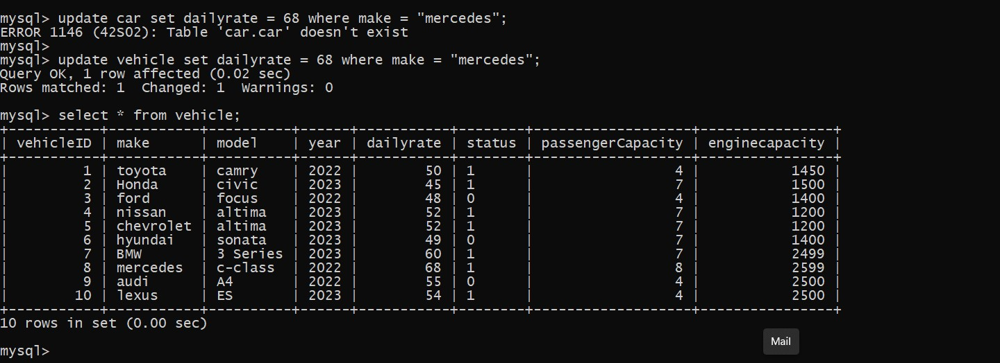 mysql> update car set dailyrate = 68 where make = "mercedes";
ERROR 1146 (42S02): Table 'car.car' doesn't exist
mysql>
mysql> update vehicle set dailyrate = 68 where make = "mercedes";
Query OK, 1 row affected (0.02 sec)
Rows matched: 1  Changed: 1  Warnings: 0
mysql> select * from vehicle;
+-----------+-----------+----------+------+-----------+--------+-------------------+----------------+
| vehicleID | make      | model    | year | dailyrate | status | passengerCapacity | enginecapacity |
+-----------+-----------+----------+------+-----------+--------+-------------------+----------------+
|         1 | toyota    | camry    | 2022 |        50 | 1      |                 4 |           1450 |
|         2 | Honda     | civic    | 2023 |        45 | 1      |                 7 |           1500 |
|         3 | ford      | focus    | 2022 |        48 | 0      |                 4 |           1400 |
|         4 | nissan    | altima   | 2023 |        52 | 1      |                 7 |           1200 |
|         5 | chevrolet | altima   | 2023 |        52 | 1      |                 7 |           1200 |
|         6 | hyundai   | sonata   | 2023 |        49 | 0      |                 7 |           1400 |
|         7 | BMW       | 3 Series | 2023 |        60 | 1      |                 7 |           2499 |
|         8 | mercedes  | c-class  | 2022 |        68 | 1      |                 8 |           2599 |
|         9 | audi      | A4       | 2022 |        55 | 0      |                 4 |           2500 |
|        10 | lexus     | ES       | 2023 |        54 | 1      |                 4 |           2500 |
+-----------+-----------+----------+------+-----------+--------+-------------------+----------------+
10 rows in set (0.00 sec)
Mail
mysql>